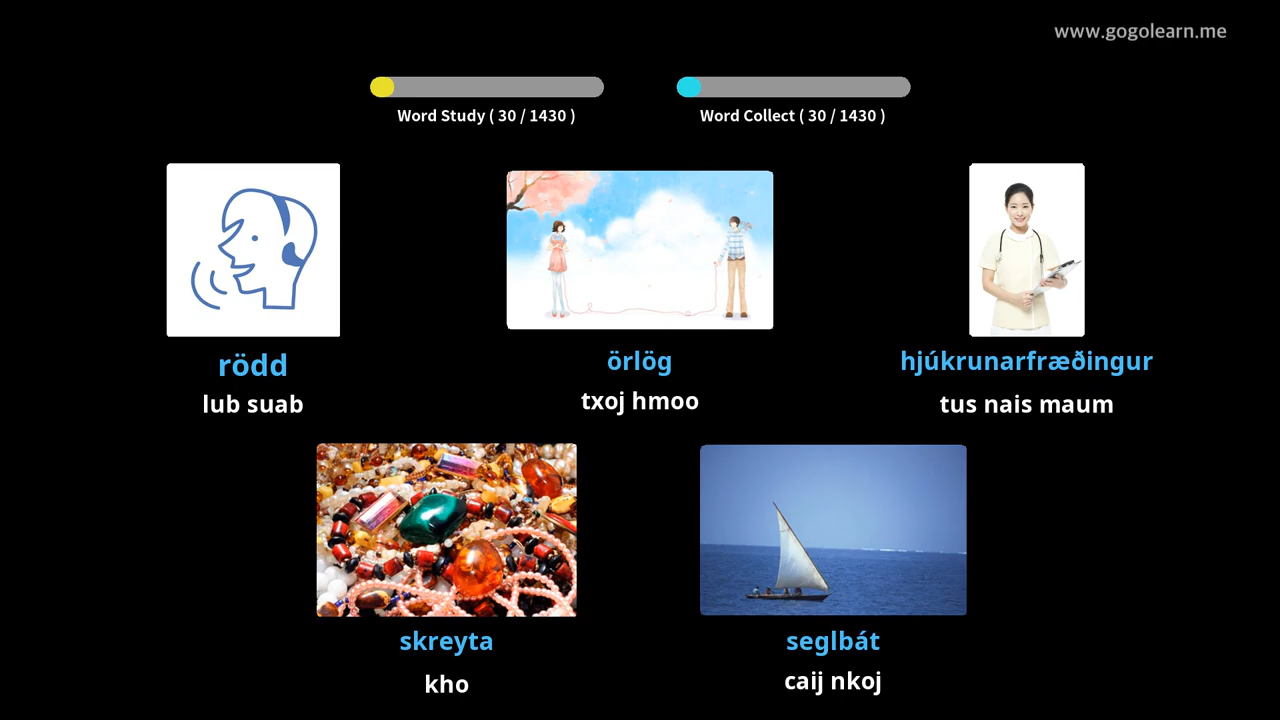 www.gogolearn.me
Word Study ( 30 / 1430 )
Word Collect ( 30 / 1430 )
rödd
lub suab
örlög
txoj hmoo
hjúkrunarfræðingur
tus nais maum
skreyta
kho
seglbát
caij nkoj